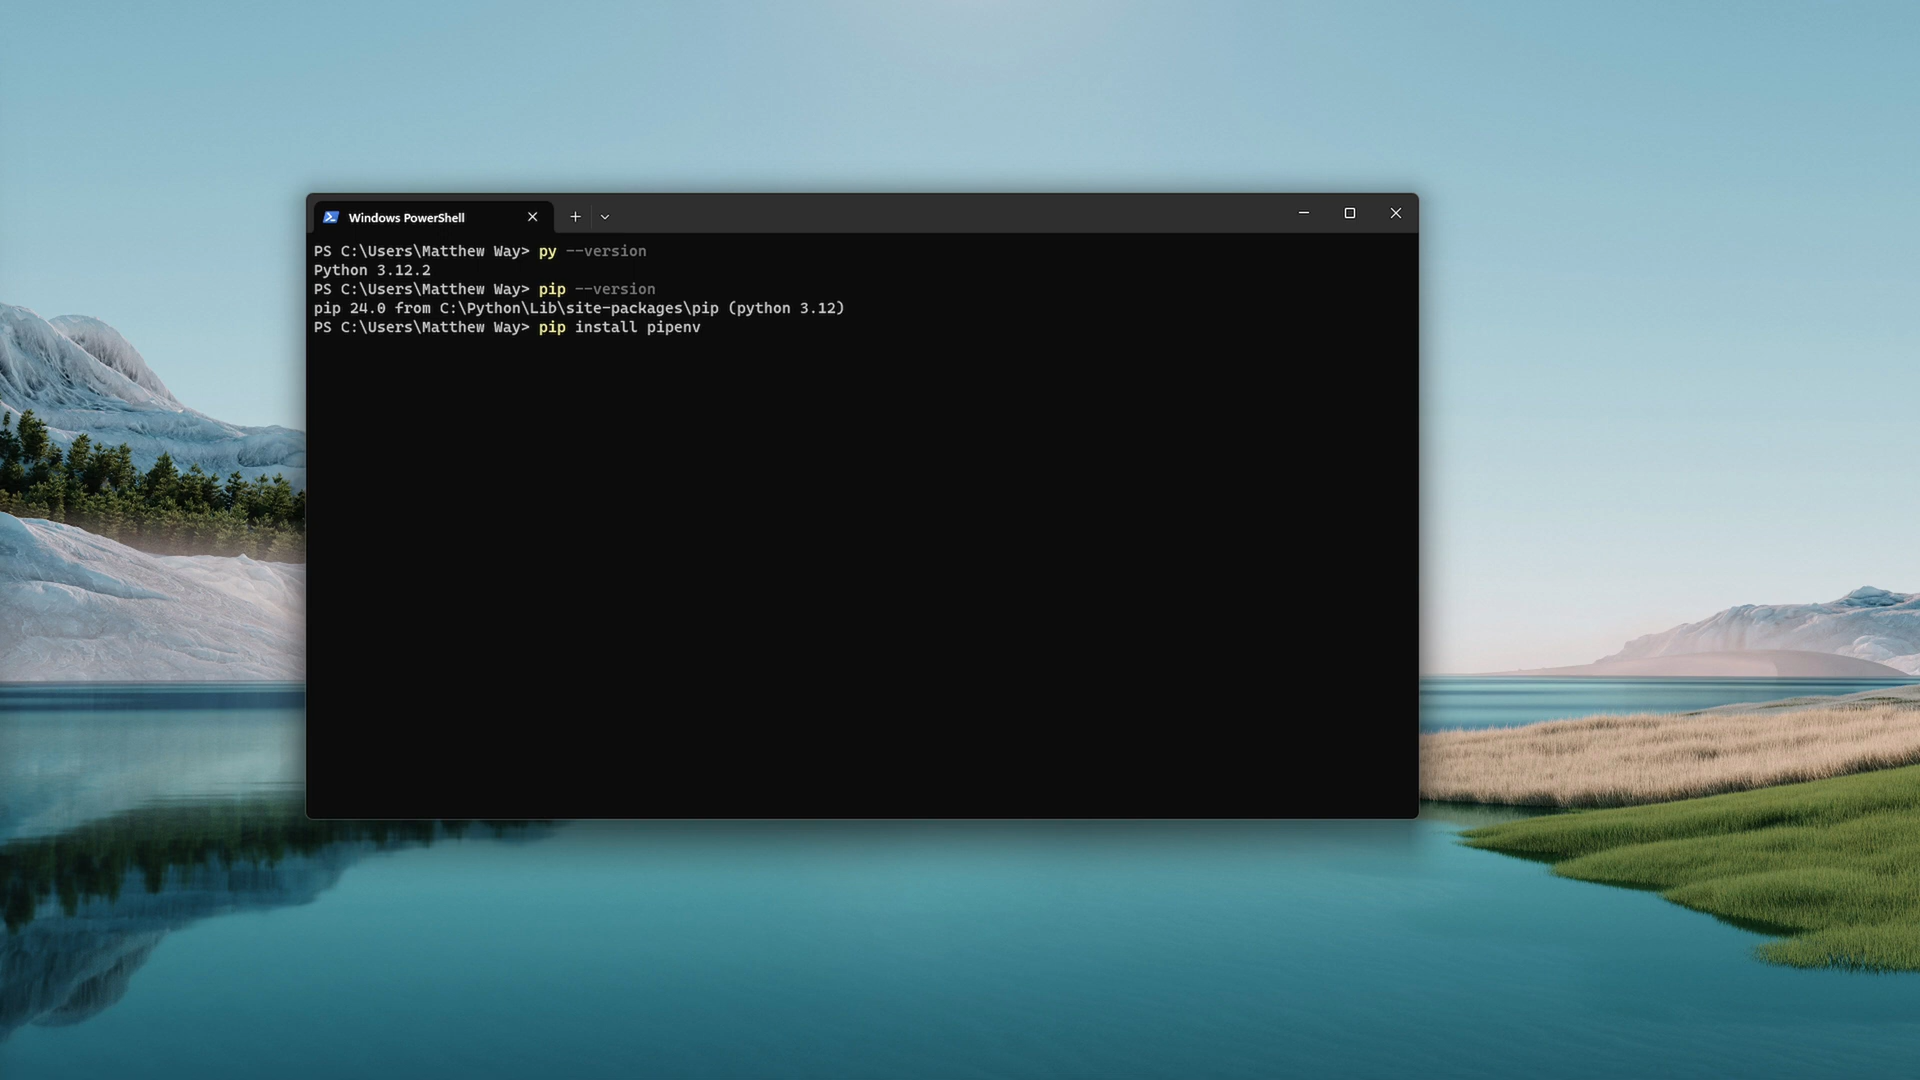 Windows PowerShell
PS C:\Users\Matthew Way> py --version
Python 3.12.2
PS C:\Users\Matthew Way> pip --version
pip 24.0 from C:\Python\Lib\site-packages\pip (python 3.12)
PS C:\Users\Matthew Way> pip install pipenv